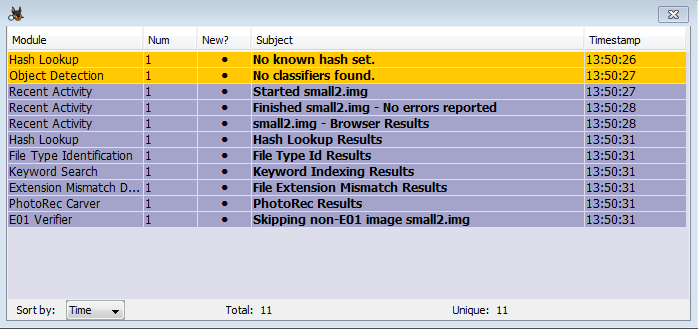 Module Num New? Subject Timestamp
Hash Lookup 1 • No known hash set. 13:50:26
Object Detection 1 • No classifiers found. 13:50:27
Recent Activity 1 • Started small2.img 13:50:27
Recent Activity 1 • Finished small2.img - No errors reported 13:50:28
Recent Activity 1 • small2.img - Browser Results 13:50:28
Hash Lookup 1 • Hash Lookup Results 13:50:31
File Type Identification 1 • File Type Id Results 13:50:31
Keyword Search 1 • Keyword Indexing Results 13:50:31
Extension Mismatch D... 1 • File Extension Mismatch Results 13:50:31
PhotoRec Carver 1 • PhotoRec Results 13:50:31
E01 Verifier 1 • Skipping non-E01 image small2.img 13:50:31
Sort by: Time Total: 11 Unique: 11